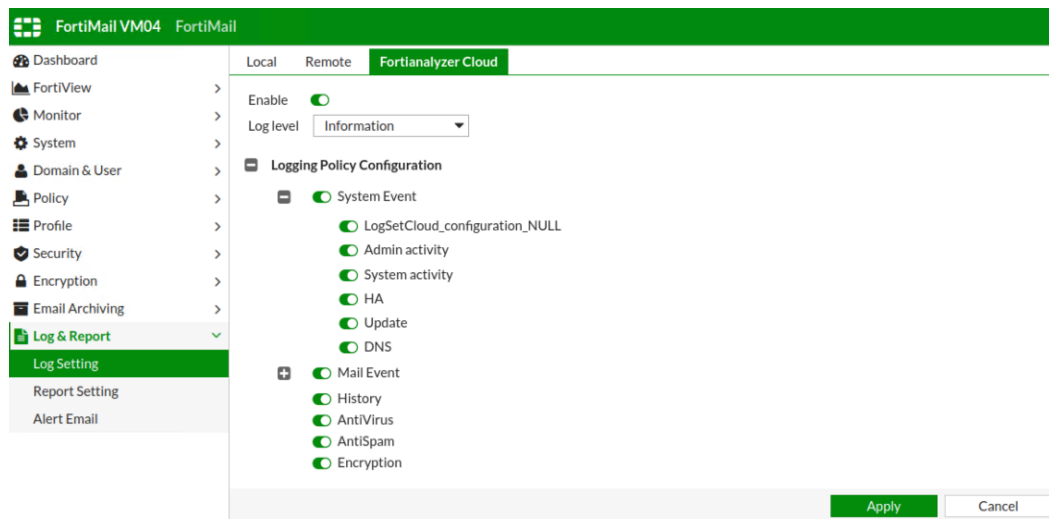 FortiMail VM04 FortiMail
Dashboard
FortiView
Monitor
System
Domain & User
Policy
Profile
Security
Encryption
Email Archiving
Log & Report
Log Setting
Report Setting
Alert Email
Local Remote Fortianalyzer Cloud
Enable
Log level Information
Logging Policy Configuration
System Event
LogSetCloud_configuration_NULL
Admin activity
System activity
HA
Update
DNS
Mail Event
History
AntiVirus
AntiSpam
Encryption
Apply Cancel